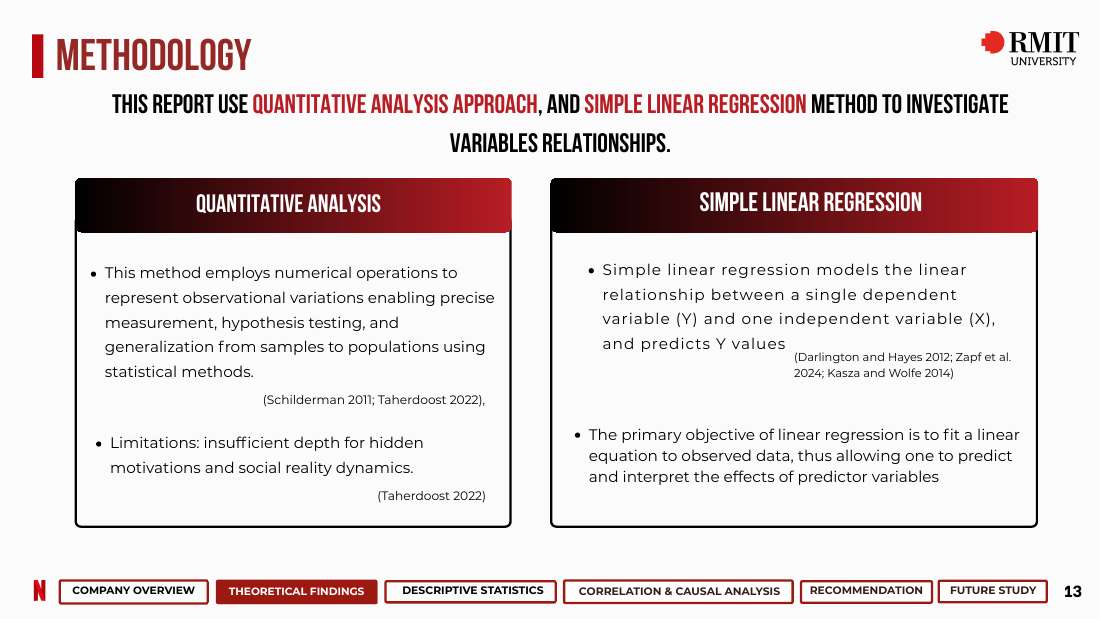 METHODOLOGY
RMIT
UNIVERSITY
THIS REPORT USE QUANTITATIVE ANALYSIS APPROACH, AND SIMPLE LINEAR REGRESSION METHOD TO INVESTIGATE
VARIABLES RELATIONSHIPS.
QUANTITATIVE ANALYSIS
• This method employs numerical operations to
represent observational variations enabling precise
measurement, hypothesis testing, and
generalization from samples to populations using
statistical methods.
(Schilderman 2011; Taherdoost 2022),
• Limitations: insufficient depth for hidden
motivations and social reality dynamics.
(Taherdoost 2022)
SIMPLE LINEAR REGRESSION
• Simple linear regression models the linear
relationship between a single dependent
variable (Y) and one independent variable (X),
and predicts Y values
(Darlington and Hayes 2012; Zapf et al.
2024; Kasza and Wolfe 2014)
• The primary objective of linear regression is to fit a linear
equation to observed data, thus allowing one to predict
and interpret the effects of predictor variables
N
COMPANY OVERVIEW
THEORETICAL FINDINGS
DESCRIPTIVE STATISTICS
CORRELATION & CAUSAL ANALYSIS
RECOMMENDATION
FUTURE STUDY
13